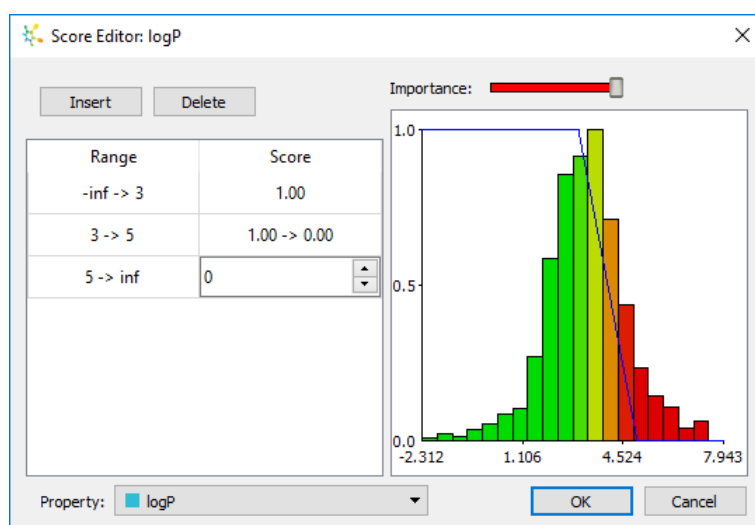 Score Editor: logP
Insert Delete
Importance:
Range Score
-inf -> 3 1.00
3 -> 5 1.00 -> 0.00
5 -> inf 0
1.0
0.5
0.0
-2.312 1.106 4.524 7.943
Property: logP
OK Cancel